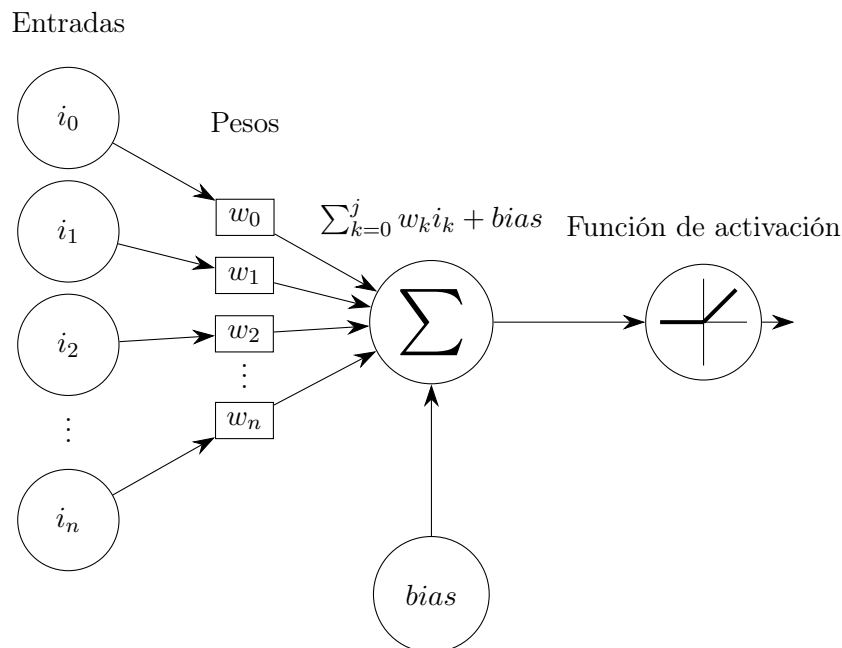 Entradas
Pesos
i_0
i_1
i_2
⋮
i_n
w_0
w_1
w_2
⋮
w_n
∑_{k=0}^{j} w_k i_k + bias
Función de activación
∑
bias